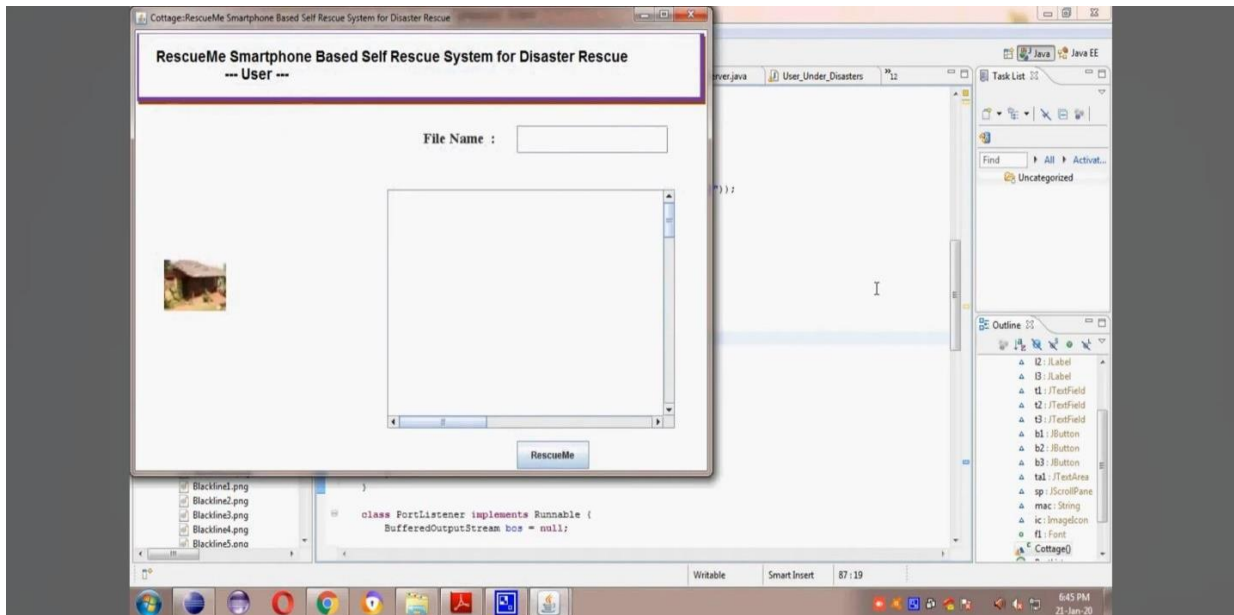 Cottage::RescueMe Smartphone Based Self Rescue System for Disaster Rescue
RescueMe Smartphone Based Self Rescue System for Disaster Rescue
--- User ---
File Name :
RescueMe
Java
Java EE
erver.java
User_Under_Disasters
"12
Task List
"));
Find
All
Activat...
Uncategorized
Outline
l2 : JLabel
l3 : JLabel
t1 : JTextField
t2 : JTextField
t3 : JTextField
b1 : JButton
b2 : JButton
b3 : JButton
ta1 : JTextArea
sp : JScrollPane
mac : String
ic : ImageIcon
f1 : Font
Cottage()
Blackline1.png
Blackline2.png
Blackline3.png
Blackline4.png
Blackline5.png
}
class PortListener implements Runnable {
BufferedOutputStream bos = null;
Writable
Smart Insert
87 : 19
6:45 PM
21-Jan-20